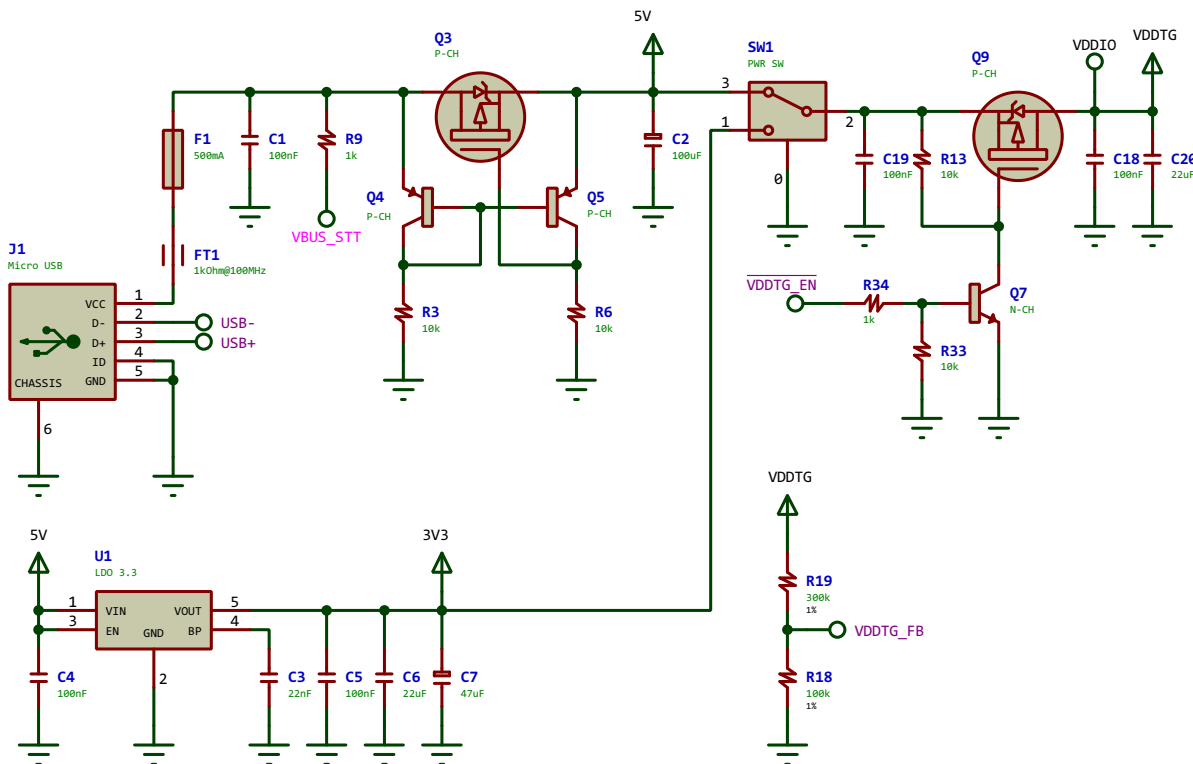 5V
Q3
P-CH
SW1
PWR SW
3
1
2
0
Q9
P-CH
VDDIO
VDDTG
F1
500mA
C1
100nF
R9
1k
VBUS_STT
Q4
P-CH
Q5
P-CH
C2
100uF
C19
100nF
R13
10k
C18
100nF
C20
22uF
J1
Micro USB
FT1
1kOhm@100MHz
VCC
1
D-
2
USB-
D+
3
USB+
ID
4
GND
5
CHASSIS
6
R3
10k
R6
10k
VDDTG_EN
R34
1k
Q7
N-CH
R33
10k
5V
U1
LDO 3.3
1
VIN
VOUT
5
3
EN
GND
BP
4
2
3V3
C4
100nF
C3
22nF
C5
100nF
C6
22uF
C7
47uF
VDDTG
R19
300k
1%
VDDTG_FB
R18
100k
1%